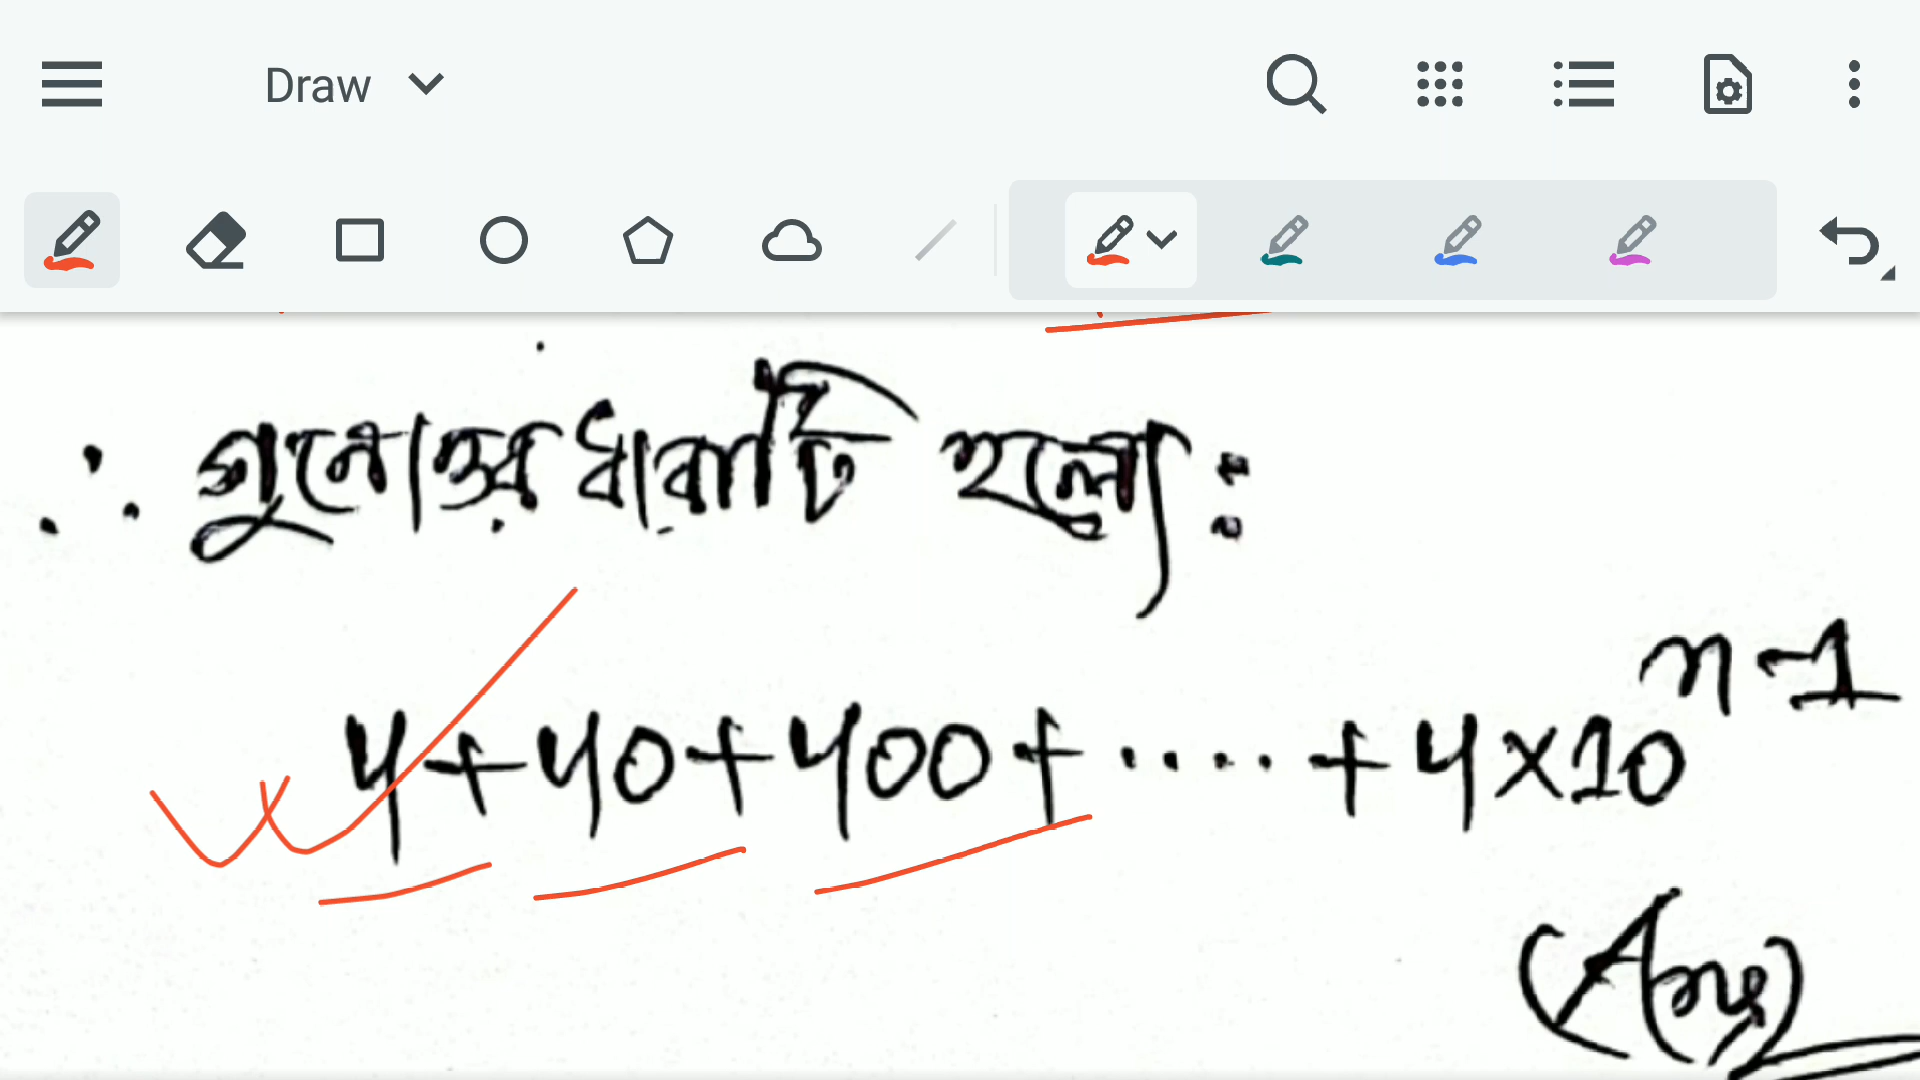 Draw
∴ গুনোত্তর ধারাটি হলো:
4+40+400+.....+4×10^{n-1}
(Ans)